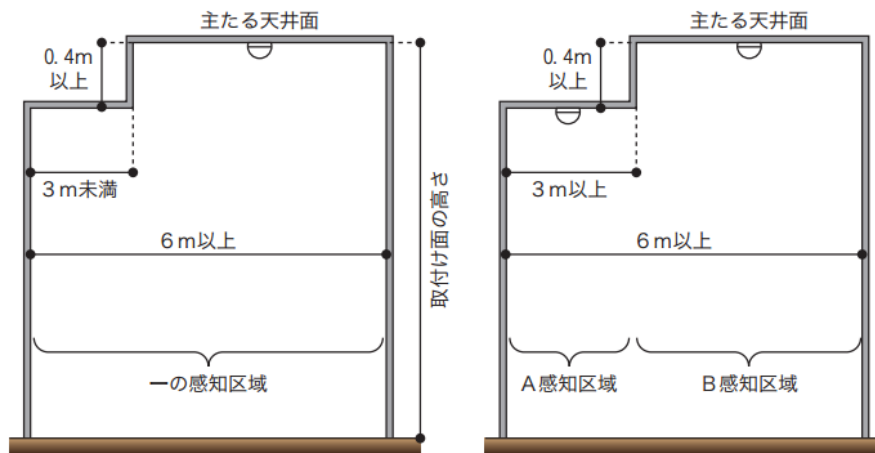 主たる天井面
0.4m
以上
3m未満
6m以上
取付け面の高さ
一の感知区域
主たる天井面
0.4m
以上
3m以上
6m以上
A感知区域
B感知区域